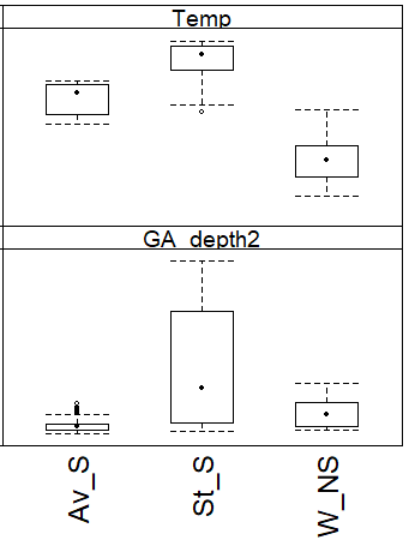 Temp
GA_depth2
Av_S
St_S
W_NS